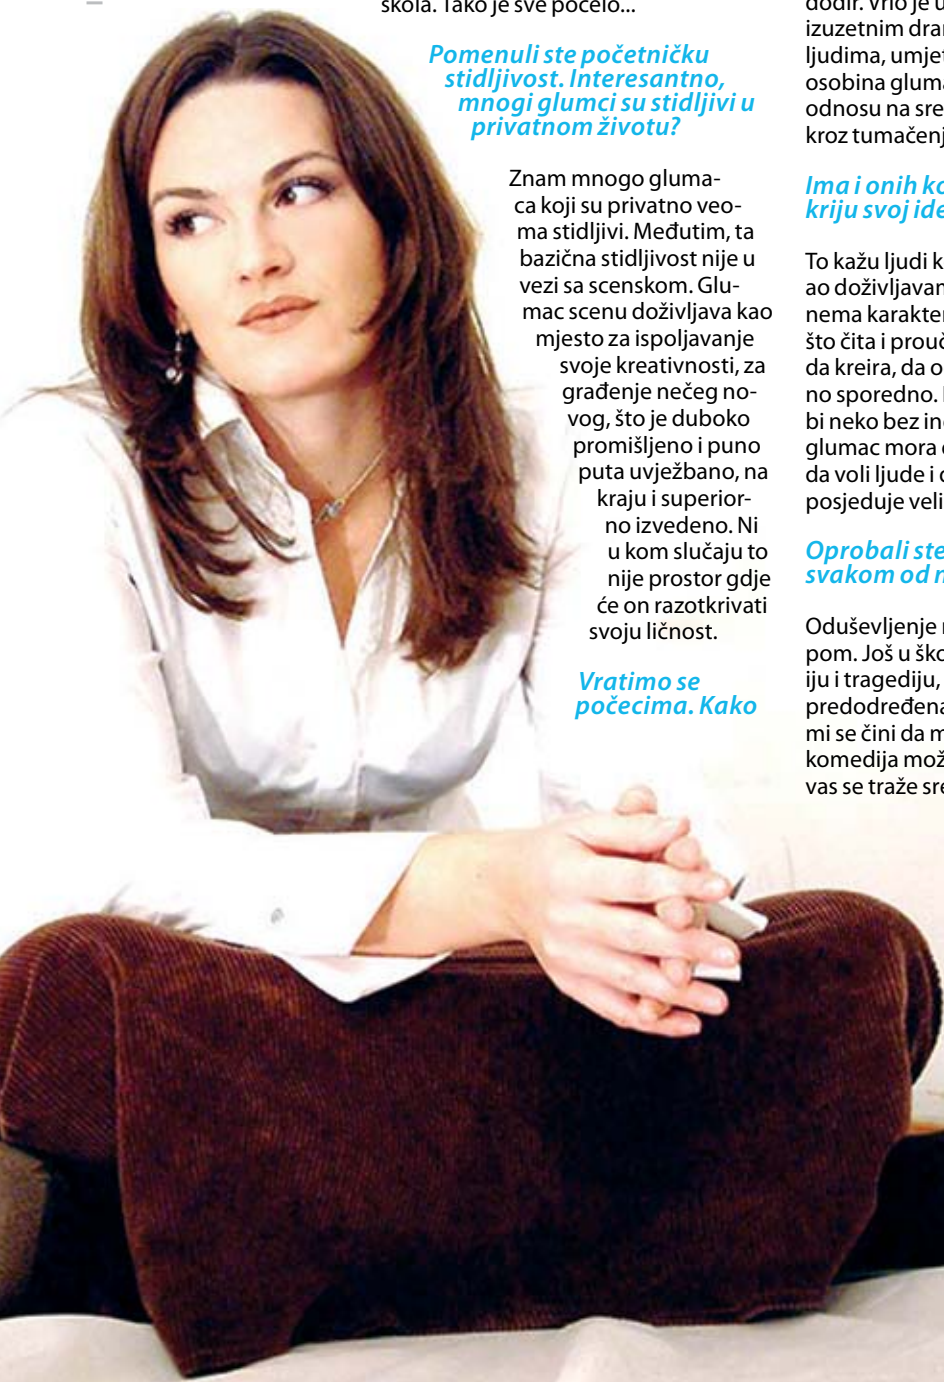 škola. Tako je sve počelo...
Pomenuli ste početničku
stidljivost. Interesantno,
mnogi glumci su stidljivi u
privatnom životu?
Znam mnogo gluma-
ca koji su privatno veo-
ma stidljivi. Međutim, ta
bazična stidljivost nije u
vezi sa scenskom. Glu-
mac scenu doživljava kao
mjesto za ispoljavanje
svoje kreativnosti, za
građenje nečeg no-
vog, što je duboko
promišljeno i puno
puta uvježbano, na
kraju i superior-
no izvedeno. Ni
u kom slučaju to
nije prostor gdje
će on razotkrivati
svoju ličnost.
Vratimo se
počecima. Kako
dodir. Vrlo je u
izuzetnim dra
ljudima, umje
osobina glum
odnosu na sre
kroz tumačen
Ima i onih ko
kriju svoj ide
To kažu ljudi k
ao doživljavan
nema karakte
što čita i prou
da kreira, da o
no sporedno.
bi neko bez in
glumac mora
da voli ljude i
posjeduje veli
Oprobali ste
svakom od
Oduševljenje
pom. Još u ško
iju i tragediju,
predodređena
mi se čini da m
komedija mož
vas se traže sre